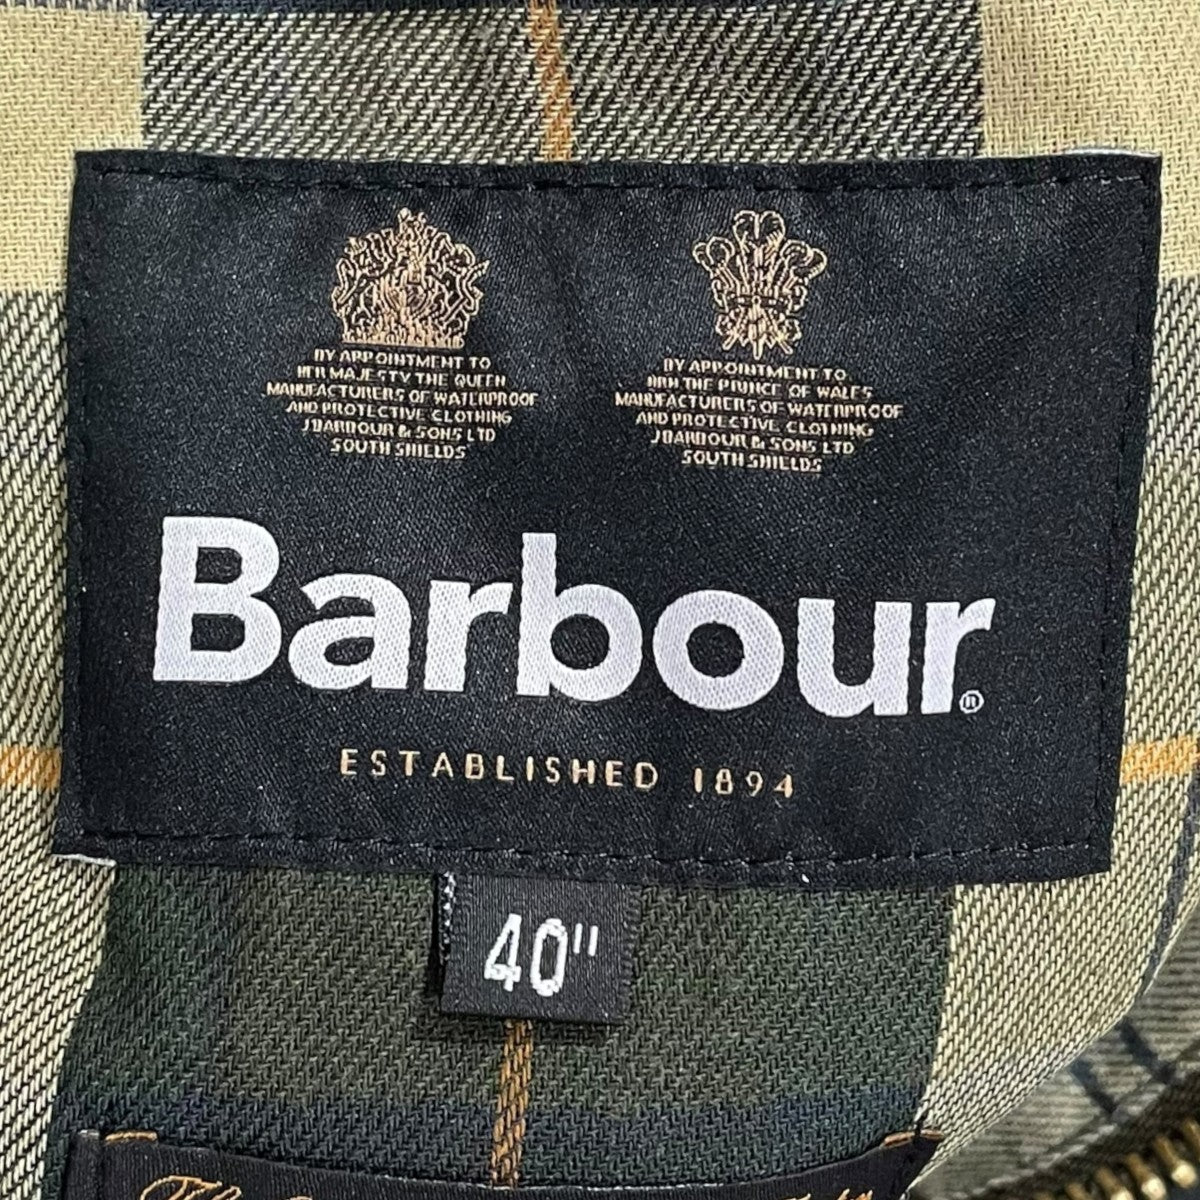 BY APPOINTMENT TO
HER MAJESTY THE QUEEN
MANUFACTURERS OF WATERPROOF
AND PROTECTIVE CLOTHING
J BARBOUR & SONS LTD
SOUTH SHIELDS
BY APPOINTMENT TO
HRH THE PRINCE OF WALES
MANUFACTURERS OF WATERPROOF
AND PROTECTIVE CLOTHING
J BARBOUR & SONS LTD
SOUTH SHIELDS
Barbour®
ESTABLISHED 1894
40"
The